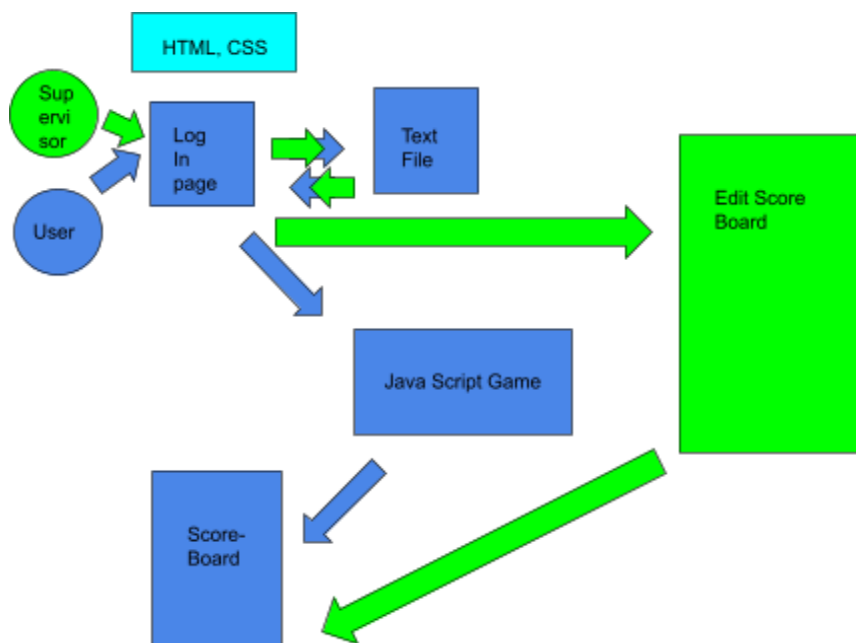 HTML, CSS
Sup
ervi
sor
Log
In
page
Text
File
User
Edit Score
Board
Java Script Game
Score-
Board